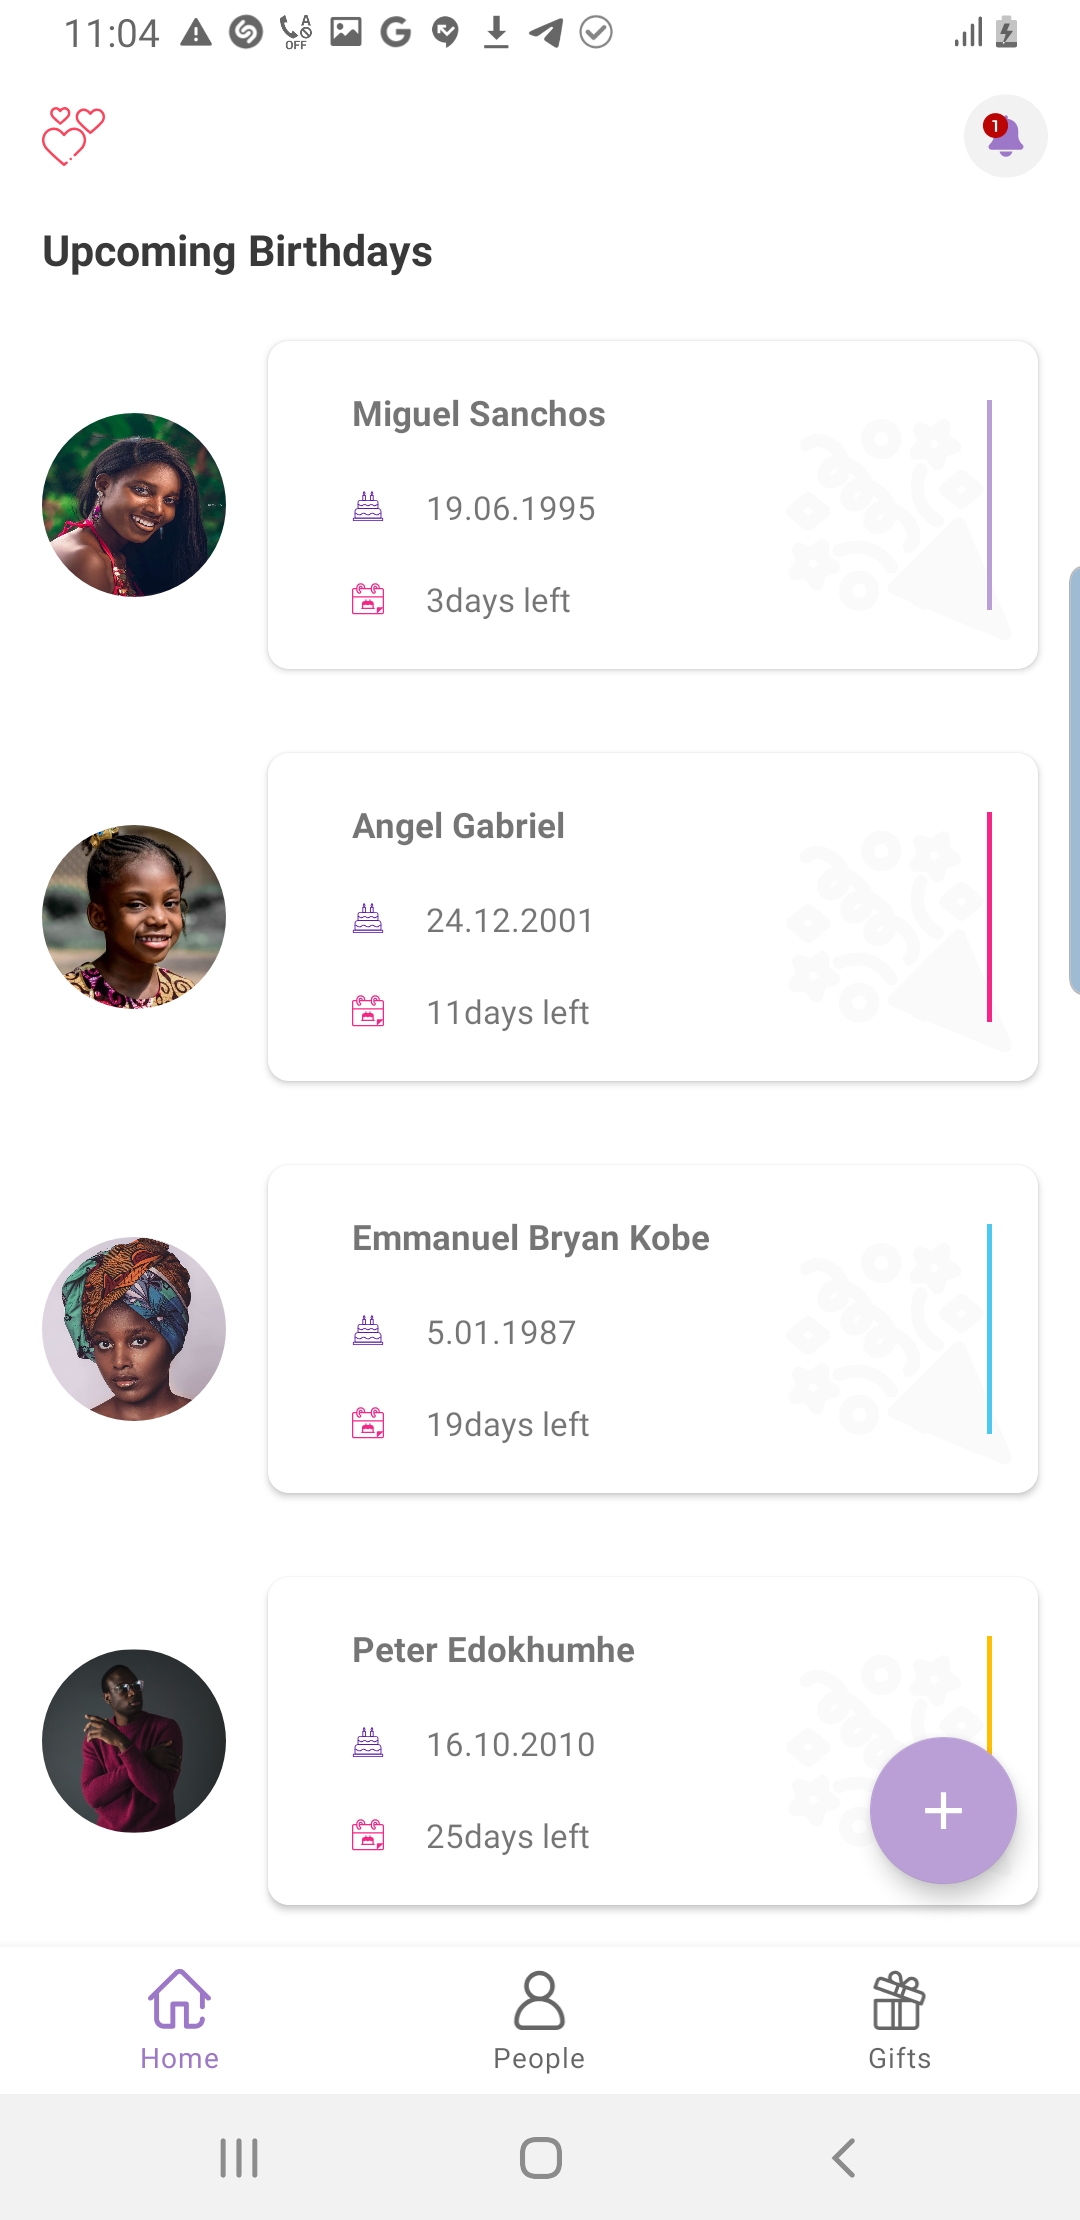 11:04
A
OFF
1
Upcoming Birthdays
Miguel Sanchos
19.06.1995
3days left
Angel Gabriel
24.12.2001
11days left
Emmanuel Bryan Kobe
5.01.1987
19days left
Peter Edokhumhe
16.10.2010
25days left
Home
People
Gifts